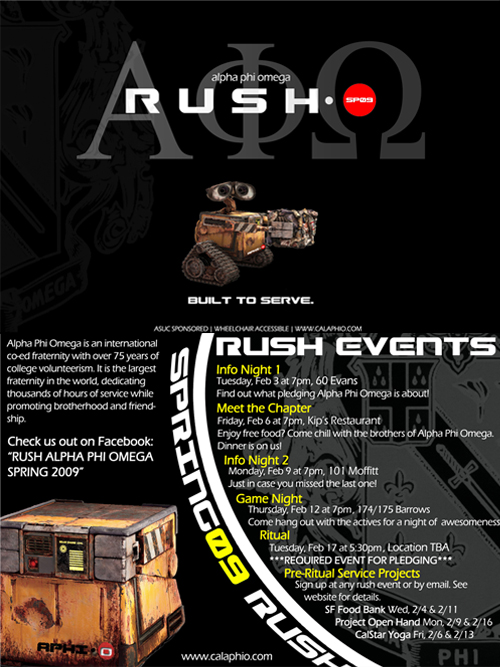 ΑΦΩ
alpha phi omega
RUSH·
SP09
BUILT TO SERVE.
ASUC SPONSORED | WHEELCHAIR ACCESSIBLE | WWW.CALAPHIO.COM
OMEGA
Alpha Phi Omega is an international
co-ed fraternity with over 75 years of
college volunteerism. It is the largest
fraternity in the world, dedicating
thousands of hours of service while
promoting brotherhood and friend-
ship.
Check us out on Facebook:
“RUSH ALPHA PHI OMEGA
SPRING 2009”
APHI·O
SPRING09 RUSH
RUSH EVENTS
Info Night 1
Tuesday, Feb 3 at 7pm, 60 Evans
Find out what pledging Alpha Phi Omega is about!
Meet the Chapter
Friday, Feb 6 at 7pm, Kip's Restaurant
Enjoy free food? Come chill with the brothers of Alpha Phi Omega.
Dinner is on us!
Info Night 2
Monday, Feb 9 at 7pm, 101 Moffitt
Just in case you missed the last one!
Game Night
Thursday, Feb 12 at 7pm, 174/175 Barrows
Come hang out with the actives for a night of awesomeness
Ritual
Tuesday, Feb 17 at 5:30pm, Location TBA
***REQUIRED EVENT FOR PLEDGING***
Pre-Ritual Service Projects
Sign up at any rush event or by email. See
website for details.
SF Food Bank Wed, 2/4 & 2/11
Project Open Hand Mon, 2/9 & 2/16
CalStar Yoga Fri, 2/6 & 2/13
PHI
www.calaphio.com